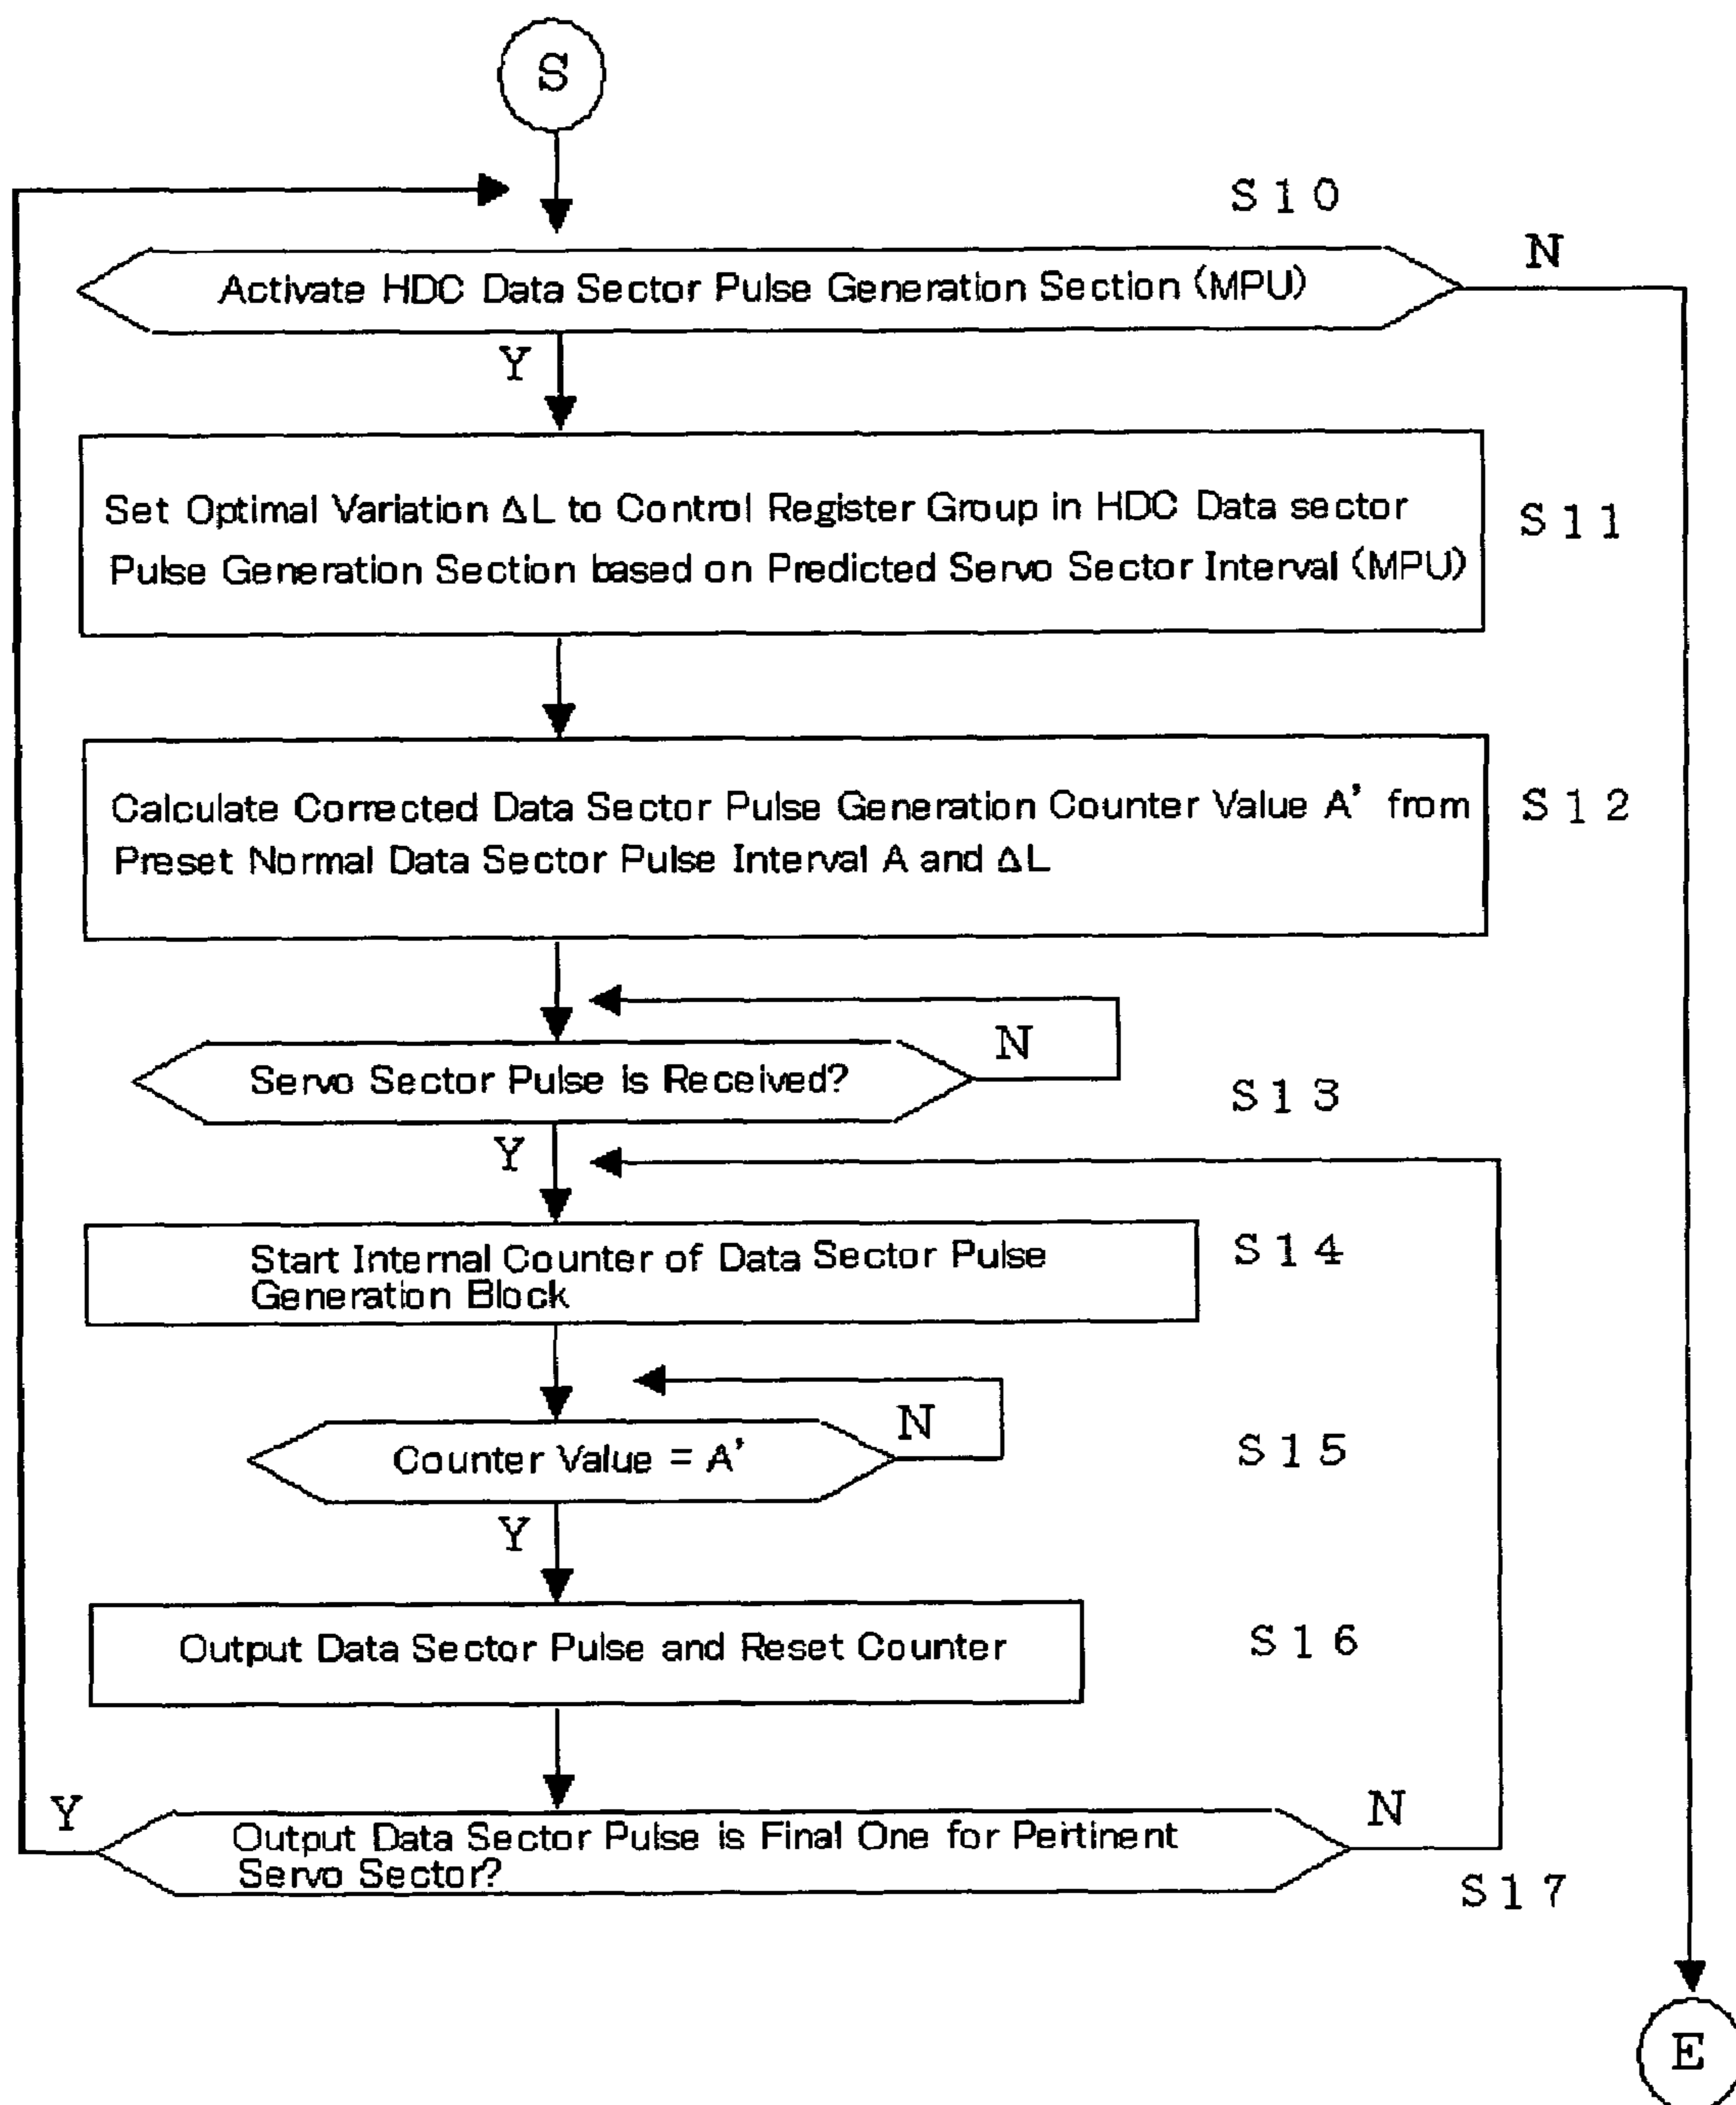 S
S10
N
Activate HDC Data Sector Pulse Generation Section (MPU)
Y
Set Optimal Variation ΔL to Control Register Group in HDC Data sector
Pulse Generation Section based on Predicted Servo Sector Interval (MPU)
S11
Calculate Corrected Data Sector Pulse Generation Counter Value A' from
Preset Normal Data Sector Pulse Interval A and ΔL
S12
N
Servo Sector Pulse is Received?
S13
Y
Start Internal Counter of Data Sector Pulse
Generation Block
S14
N
Counter Value = A'
S15
Y
Output Data Sector Pulse and Reset Counter
S16
Y
N
Output Data Sector Pulse is Final One for Pertinent
Servo Sector?
S17
E